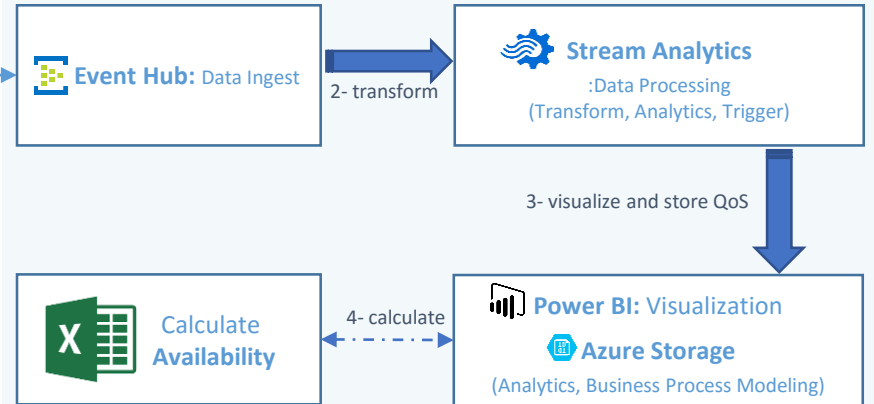 Event Hub: Data Ingest
2- transform
Stream Analytics
:Data Processing
(Transform, Analytics, Trigger)
3- visualize and store QoS
X
Calculate
Availability
4- calculate
Power BI: Visualization
Azure Storage
(Analytics, Business Process Modeling)